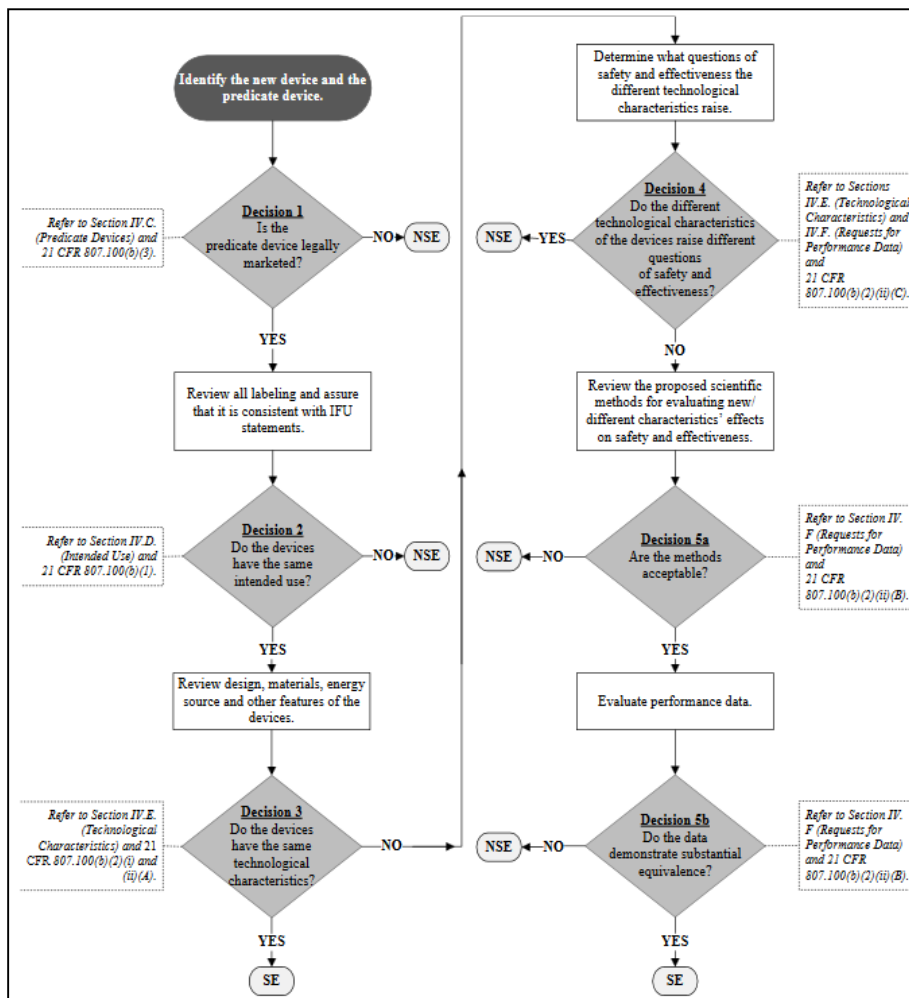 Identify the new device and the
predicate device.
Decision 1
Is the
predicate device legally
marketed?
Refer to Section IV.C.
(Predicate Devices) and
21 CFR 807.100(b)(3).
NO
NSE
YES
Review all labeling and assure
that it is consistent with IFU
statements.
Decision 2
Do the devices
have the same
intended use?
Refer to Section IV.D.
(Intended Use) and
21 CFR 807.100(b)(1).
NO
NSE
YES
Review design, materials, energy
source and other features of the
devices.
Decision 3
Do the devices
have the same
technological
characteristics?
Refer to Section IV.E.
(Technological
Characteristics) and 21
CFR 807.100(b)(2)(i) and
(ii)(A).
NO
YES
SE
Determine what questions of
safety and effectiveness the
different technological
characteristics raise.
Decision 4
Do the different
technological characteristics
of the devices raise different
questions
of safety and
effectiveness?
Refer to Sections
IV.E. (Technological
Characteristics) and
IV.F. (Requests for
Performance Data)
and
21 CFR
807.100(b)(2)(ii)(C).
YES
NSE
NO
Review the proposed scientific
methods for evaluating new/
different characteristics’ effects
on safety and effectiveness.
Decision 5a
Are the methods
acceptable?
Refer to Section IV.
F (Requests for
Performance Data)
and
21 CFR
807.100(b)(2)(ii)(B).
NO
NSE
YES
Evaluate performance data.
Decision 5b
Do the data
demonstrate substantial
equivalence?
Refer to Section IV.
F (Requests for
Performance Data)
and 21 CFR
807.100(b)(2)(ii)(B).
NO
NSE
YES
SE